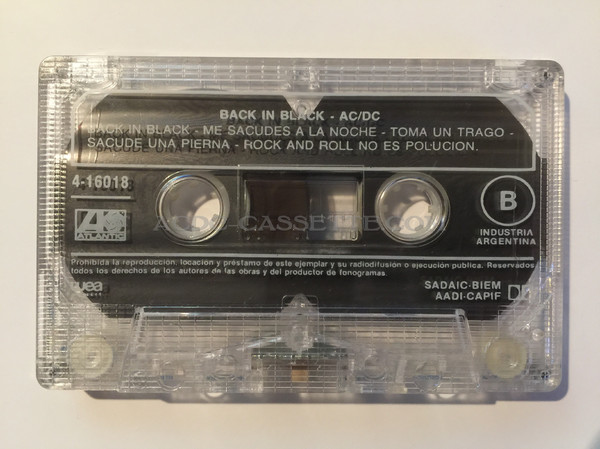 BACK IN BLACK - AC/DC
BACK IN BLACK - ME SACUDES A LA NOCHE - TOMA UN TRAGO -
SACUDE UNA PIERNA - ROCK AND ROLL NO ES POLUCION.
4-16018
B
ATLANTIC
INDUSTRIA
ARGENTINA
Prohibida la reproducción, locación y préstamo de este ejemplar y su radiodifusión o ejecución pública. Reservados
todos los derechos de los autores de las obras y del productor de fonogramas.
wea
SADAIC·BIEM
AADI·CAPIF